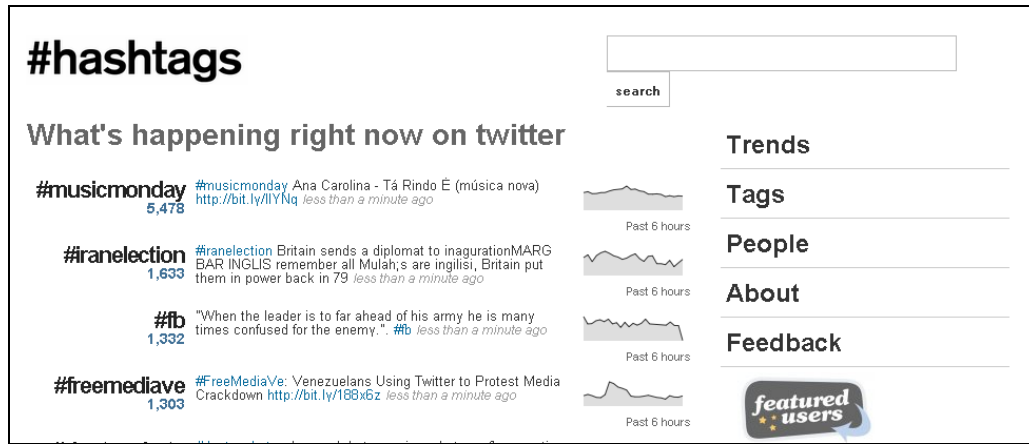 #hashtags
search
What's happening right now on twitter
#musicmonday
5,478
#musicmonday Ana Carolina - Tá Rindo É (música nova)
http://bit.ly/IIYNq less than a minute ago
Past 6 hours
#iranelection
1,633
#iranelection Britain sends a diplomat to inagurationMARG
BAR INGLIS remember all Mulah;s are ingilisi, Britain put
them in power back in 79 less than a minute ago
Past 6 hours
#fb
1,332
"When the leader is to far ahead of his army he is many
times confused for the enemy.". #fb less than a minute ago
Past 6 hours
#freemediave
1,303
#FreeMediaVe: Venezuelans Using Twitter to Protest Media
Crackdown http://bit.ly/188x6z less than a minute ago
Past 6 hours
Trends
Tags
People
About
Feedback
featured
users